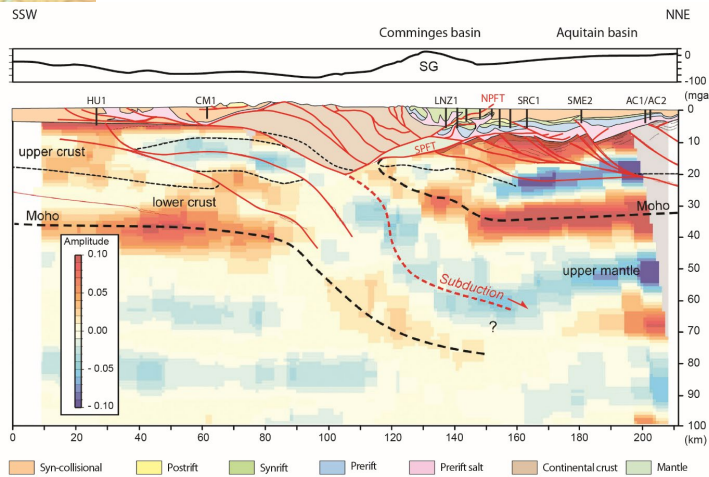 SSW
NNE
Comminges basin
Aquitain basin
SG
0
-100
(mgal
HU1
CM1
LNZ1
NPFT
SRC1
SME2
AC1/AC2
SPFT
upper crust
lower crust
Moho
Moho
upper mantle
Subduction
?
Amplitude
0.10
0.05
0.00
- 0.05
- 0.10
0
10
20
30
40
50
60
70
80
90
100
(km)
0
20
40
60
80
100
120
140
160
180
200
Syn-collisional
Postrift
Synrift
Prerift
Prerift salt
Continental crust
Mantle